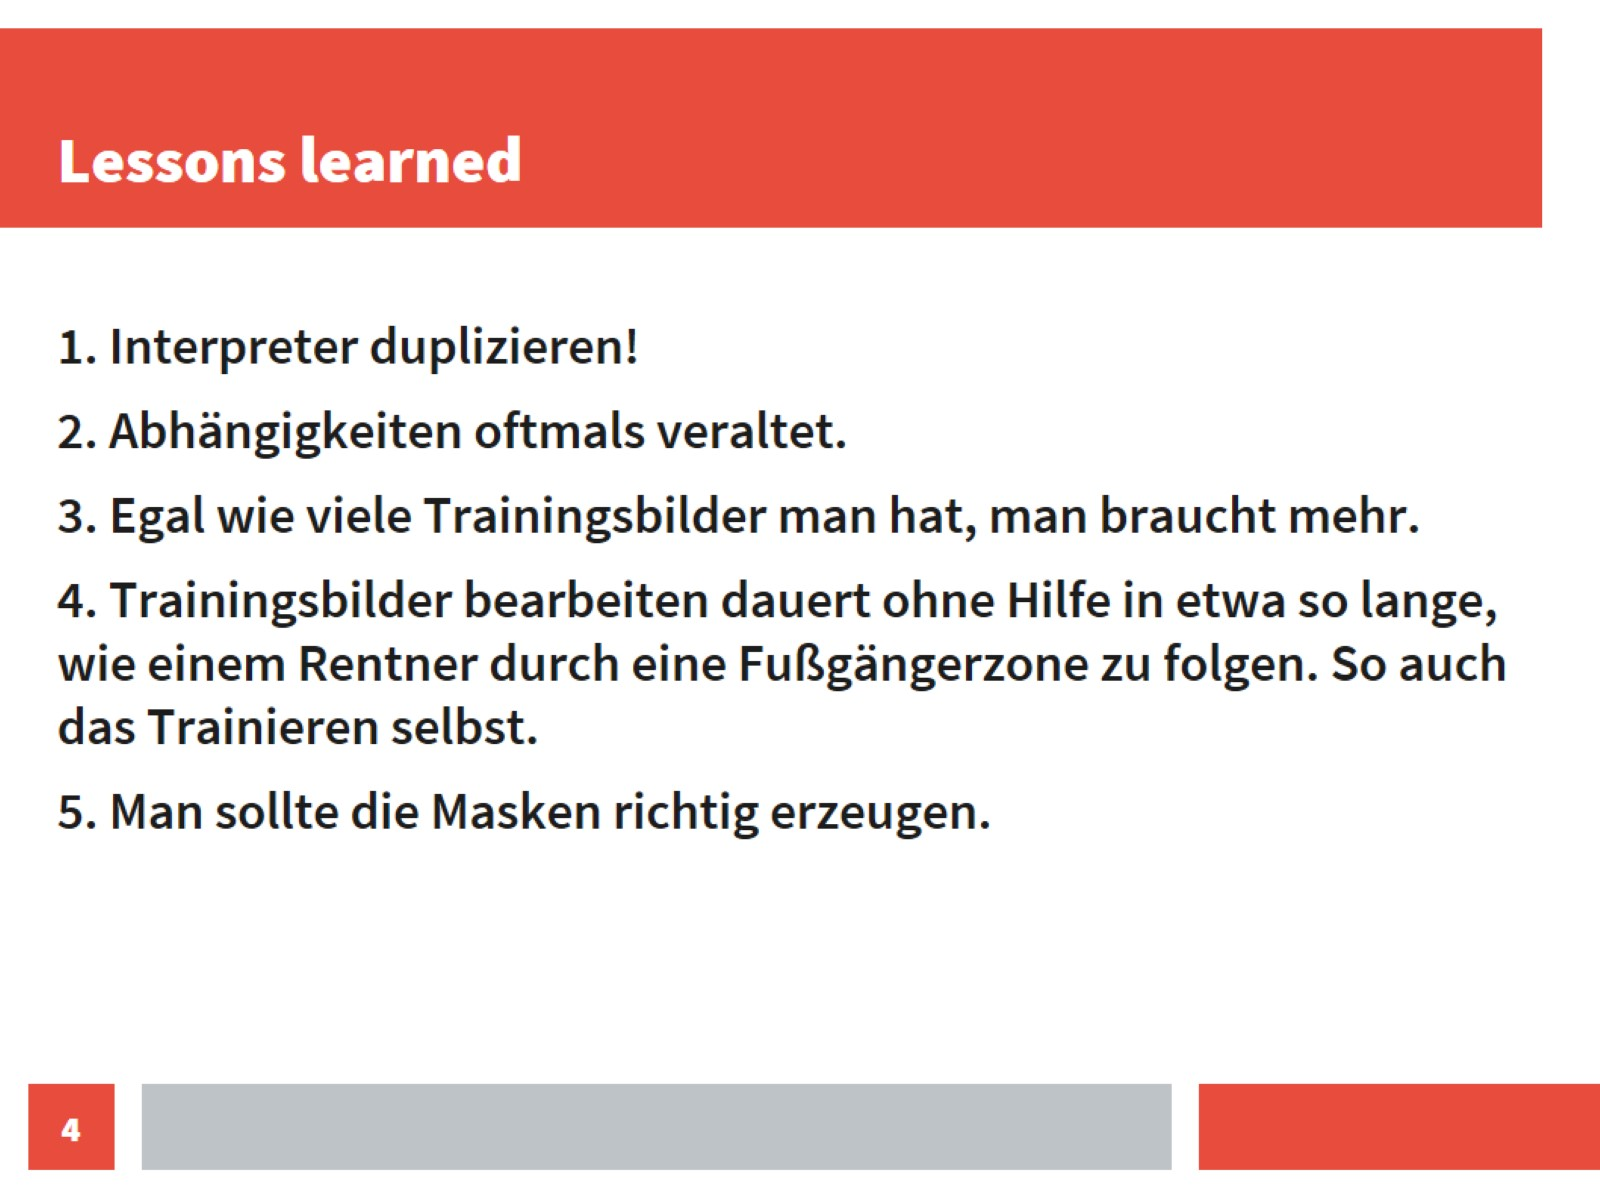 Lessons learned
1. Interpreter duplizieren!
2. Abhängigkeiten oftmals veraltet.
3. Egal wie viele Trainingsbilder man hat, man braucht mehr.
4. Trainingsbilder bearbeiten dauert ohne Hilfe in etwa so lange,
wie einem Rentner durch eine Fußgängerzone zu folgen. So auch
das Trainieren selbst.
5. Man sollte die Masken richtig erzeugen.
4